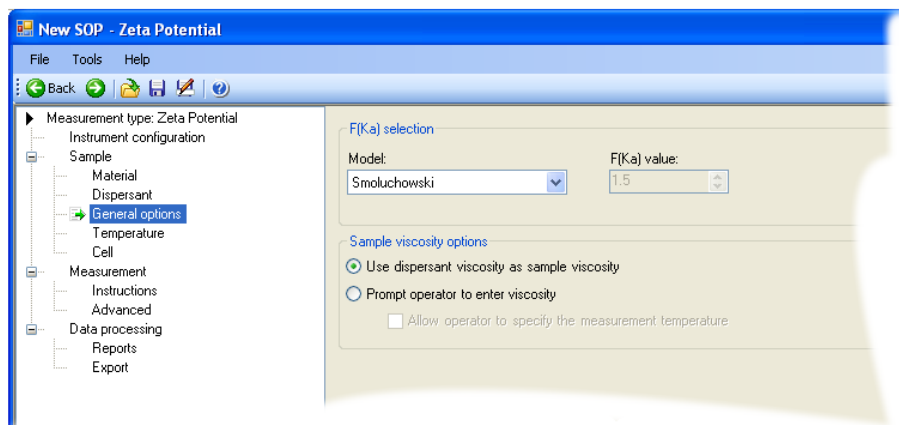 New SOP - Zeta Potential
File Tools Help
Back
Measurement type: Zeta Potential
Instrument configuration
Sample
Material
Dispersant
General options
Temperature
Cell
Measurement
Instructions
Advanced
Data processing
Reports
Export
F(Ka) selection
Model: F(Ka) value:
Smoluchowski 1.5
Sample viscosity options
Use dispersant viscosity as sample viscosity
Prompt operator to enter viscosity
Allow operator to specify the measurement temperature